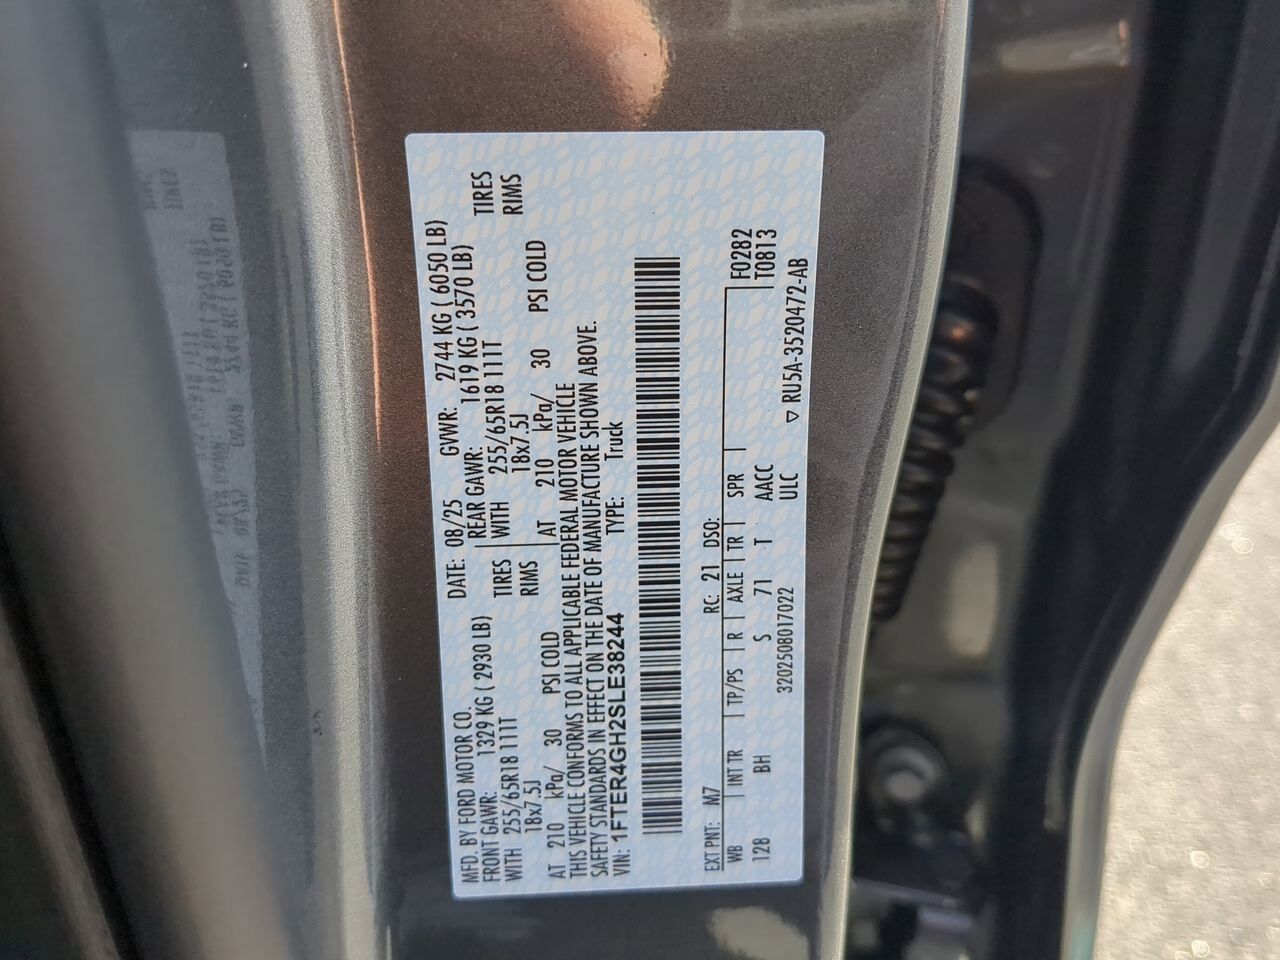 MFD. BY FORD MOTOR CO. DATE: 08/25 GVWR: 2744 KG ( 6050 LB)
FRONT GAWR: 1329 KG ( 2930 LB) REAR GAWR: 1619 KG ( 3570 LB)
WITH 255/65R18 111T TIRES WITH 255/65R18 111T TIRES
18x7.5J RIMS 18x7.5J RIMS
AT 210 kPa/ 30 PSI COLD AT 210 kPa/ 30 PSI COLD
THIS VEHICLE CONFORMS TO ALL APPLICABLE FEDERAL MOTOR VEHICLE
SAFETY STANDARDS IN EFFECT ON THE DATE OF MANUFACTURE SHOWN ABOVE.
VIN: 1FTER4GH2SLE38244 TYPE: Truck
EXT PNT: M7 RC: 21 DSO: F0282
WB INT TR TP/PS R AXLE TR SPR T0813
128 BH S 71 T AACC
3202508017022 ULC ▽ RU5A-3520472-AB